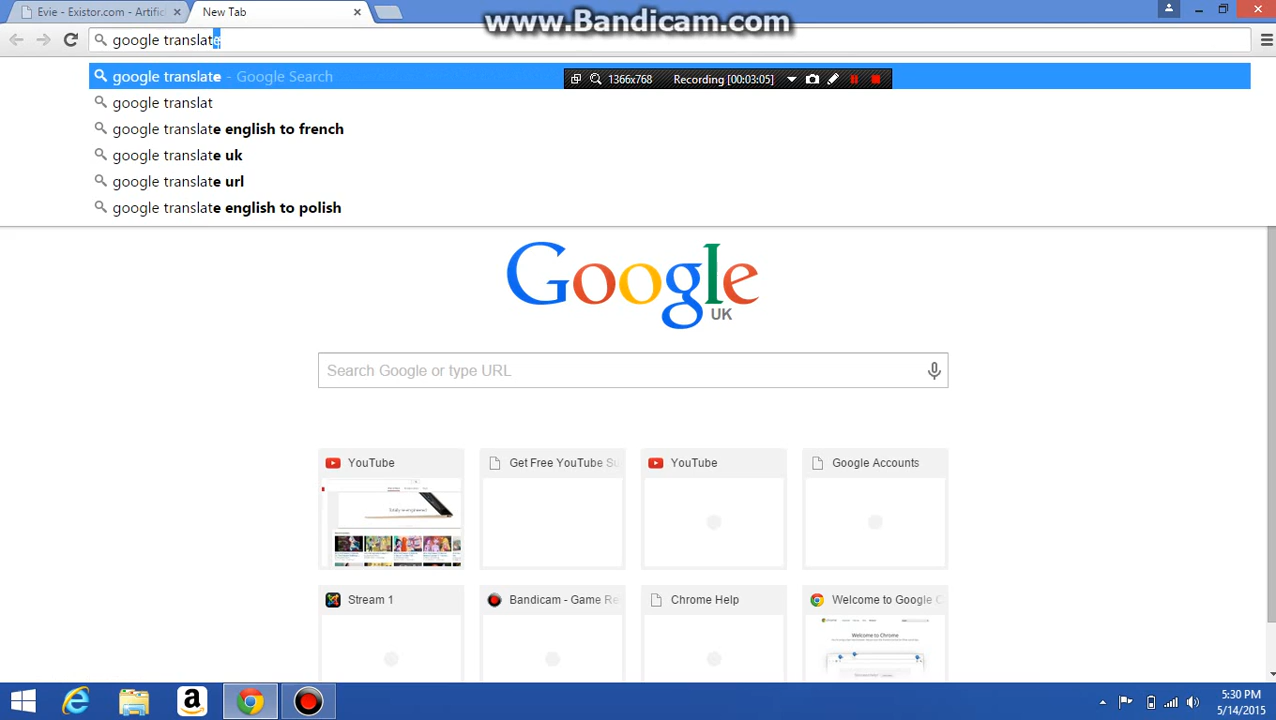 Evie - Existor.com - Artific
New Tab
www.Bandicam.com
google translate
google translate - Google Search
1366x768
Recording [00:03:05]
google translat
google translate english to french
google translate uk
google translate url
google translate english to polish
Google
UK
Search Google or type URL
YouTube
Get Free YouTube Su
YouTube
Google Accounts
Stream 1
Bandicam - Game Re
Chrome Help
Welcome to Google C
Welcome to Chrome
5:30 PM
5/14/2015